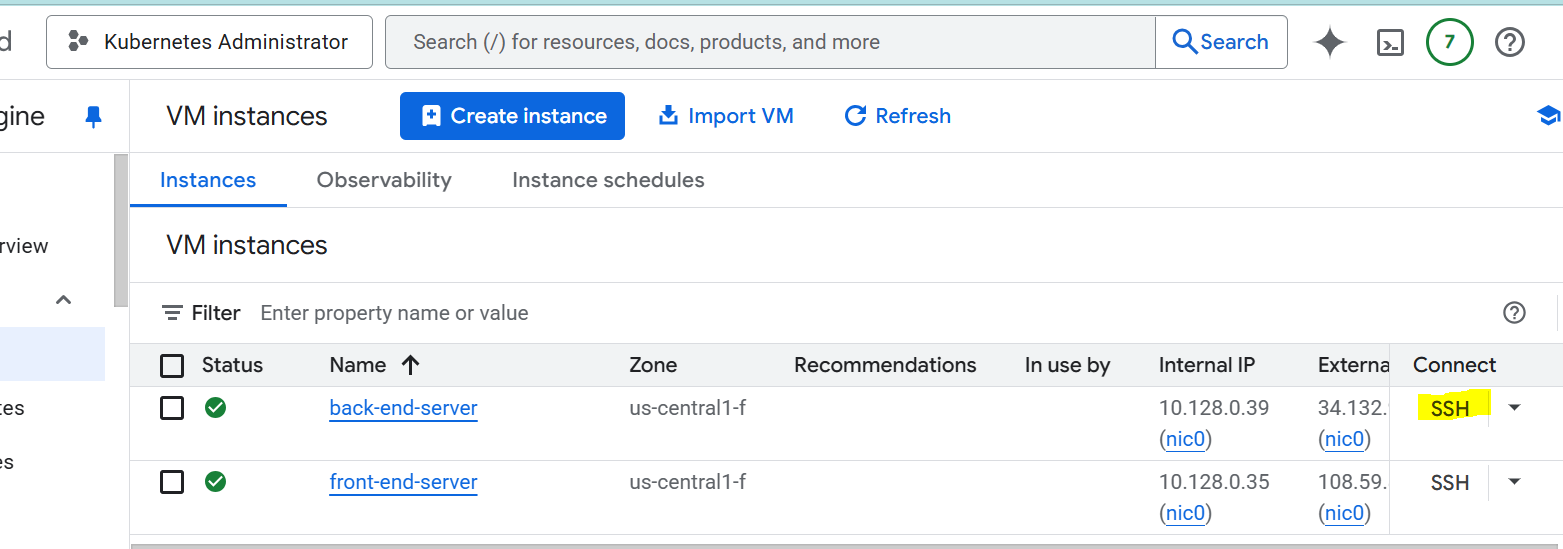 d Kubernetes Administrator Search (/) for resources, docs, products, and more Search 7
gine VM instances Create instance Import VM Refresh
Instances Observability Instance schedules
rview VM instances
Filter Enter property name or value
Status Name Zone Recommendations In use by Internal IP Externa Connect
tes back-end-server us-central1-f 10.128.0.39 34.132. SSH
(nic0) (nic0)
es front-end-server us-central1-f 10.128.0.35 108.59. SSH
(nic0) (nic0)